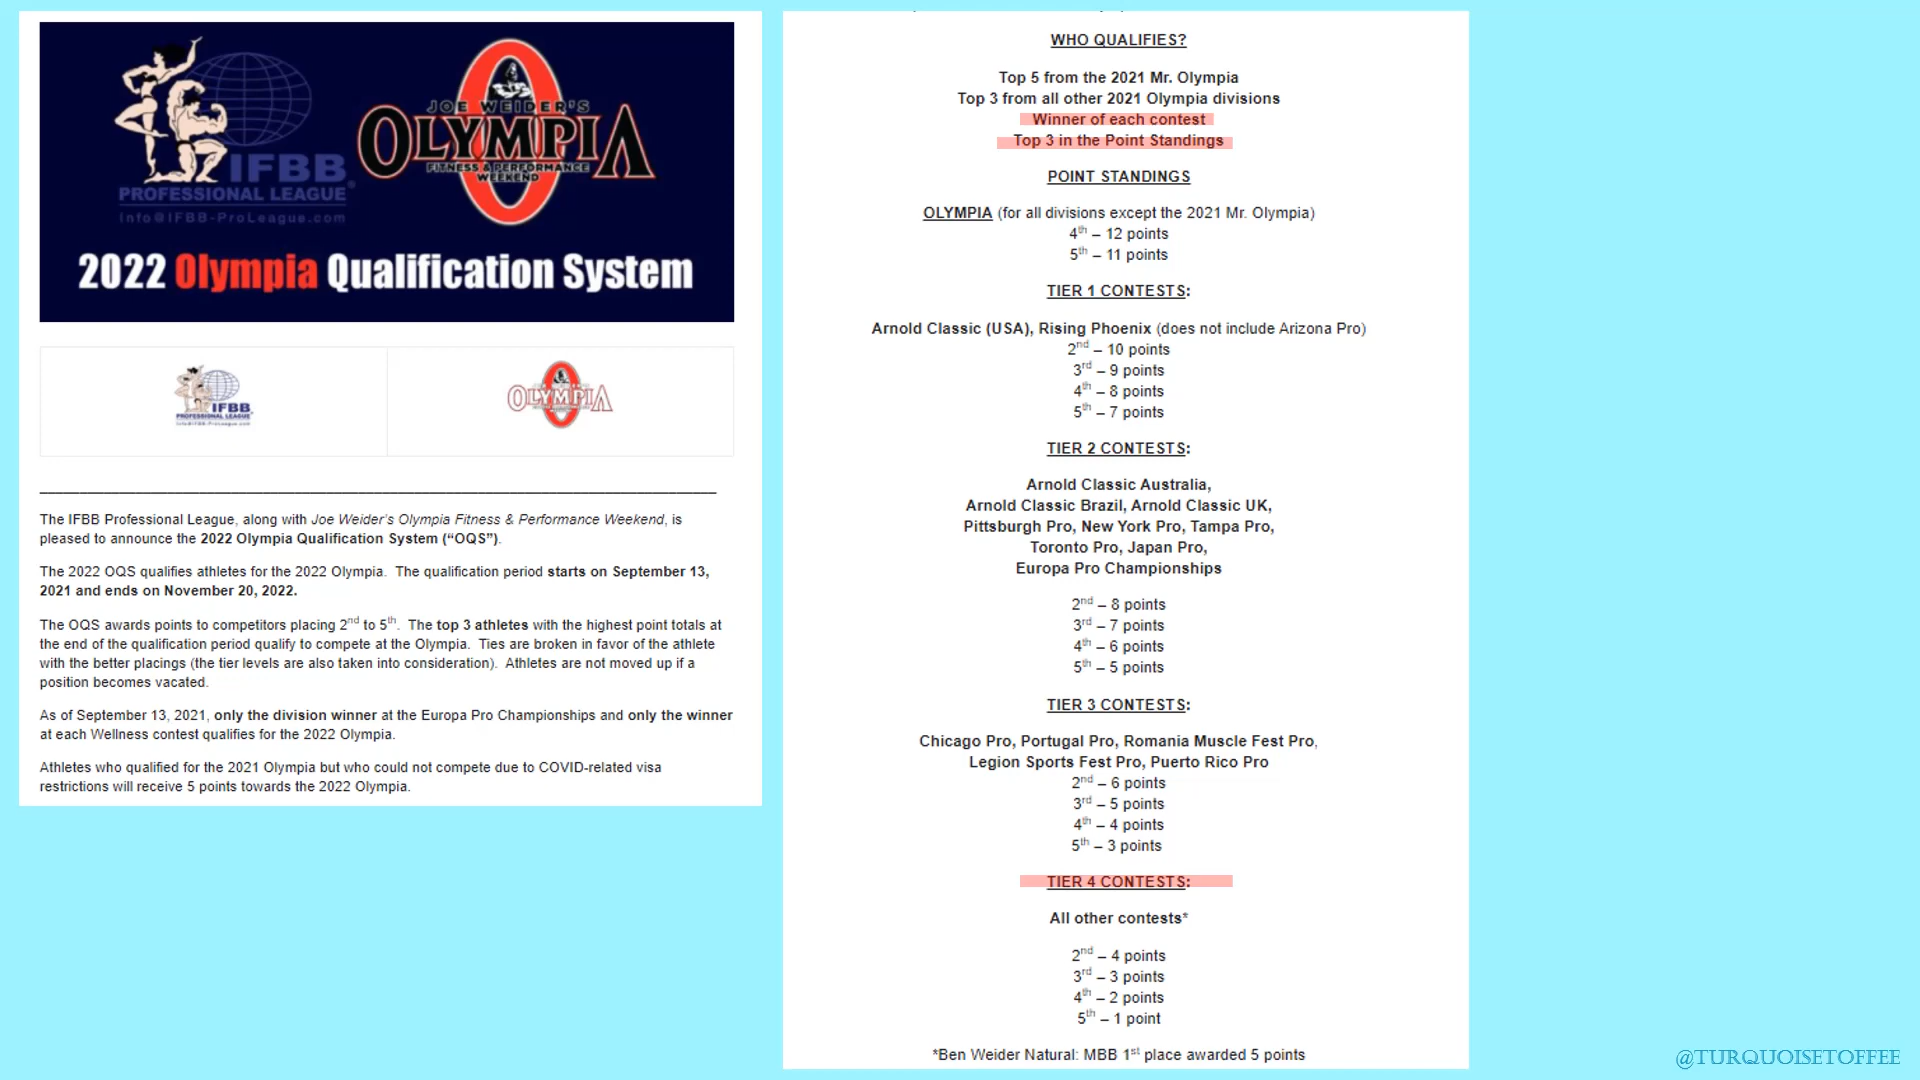 IFBB
PROFESSIONAL LEAGUE®
Info@IFBB-ProLeague.com
JOE WEIDER'S
OLYMPIA
FITNESS & PERFORMANCE
WEEKEND
2022 Olympia Qualification System
IFBB
PROFESSIONAL LEAGUE
Info@IFBB-ProLeague.com
OLYMPIA
The IFBB Professional League, along with Joe Weider's Olympia Fitness & Performance Weekend, is
pleased to announce the 2022 Olympia Qualification System (“OQS”).
The 2022 OQS qualifies athletes for the 2022 Olympia. The qualification period starts on September 13,
2021 and ends on November 20, 2022.
The OQS awards points to competitors placing 2nd to 5th. The top 3 athletes with the highest point totals at
the end of the qualification period qualify to compete at the Olympia. Ties are broken in favor of the athlete
with the better placings (the tier levels are also taken into consideration). Athletes are not moved up if a
position becomes vacated.
As of September 13, 2021, only the division winner at the Europa Pro Championships and only the winner
at each Wellness contest qualifies for the 2022 Olympia.
Athletes who qualified for the 2021 Olympia but who could not compete due to COVID-related visa
restrictions will receive 5 points towards the 2022 Olympia.
WHO QUALIFIES?
Top 5 from the 2021 Mr. Olympia
Top 3 from all other 2021 Olympia divisions
Winner of each contest
Top 3 in the Point Standings
POINT STANDINGS
OLYMPIA (for all divisions except the 2021 Mr. Olympia)
4th – 12 points
5th – 11 points
TIER 1 CONTESTS:
Arnold Classic (USA), Rising Phoenix (does not include Arizona Pro)
2nd – 10 points
3rd – 9 points
4th – 8 points
5th – 7 points
TIER 2 CONTESTS:
Arnold Classic Australia,
Arnold Classic Brazil, Arnold Classic UK,
Pittsburgh Pro, New York Pro, Tampa Pro,
Toronto Pro, Japan Pro,
Europa Pro Championships
2nd – 8 points
3rd – 7 points
4th – 6 points
5th – 5 points
TIER 3 CONTESTS:
Chicago Pro, Portugal Pro, Romania Muscle Fest Pro,
Legion Sports Fest Pro, Puerto Rico Pro
2nd – 6 points
3rd – 5 points
4th – 4 points
5th – 3 points
TIER 4 CONTESTS:
All other contests*
2nd – 4 points
3rd – 3 points
4th – 2 points
5th – 1 point
*Ben Weider Natural: MBB 1st place awarded 5 points
@TURQUOISETOFFEE